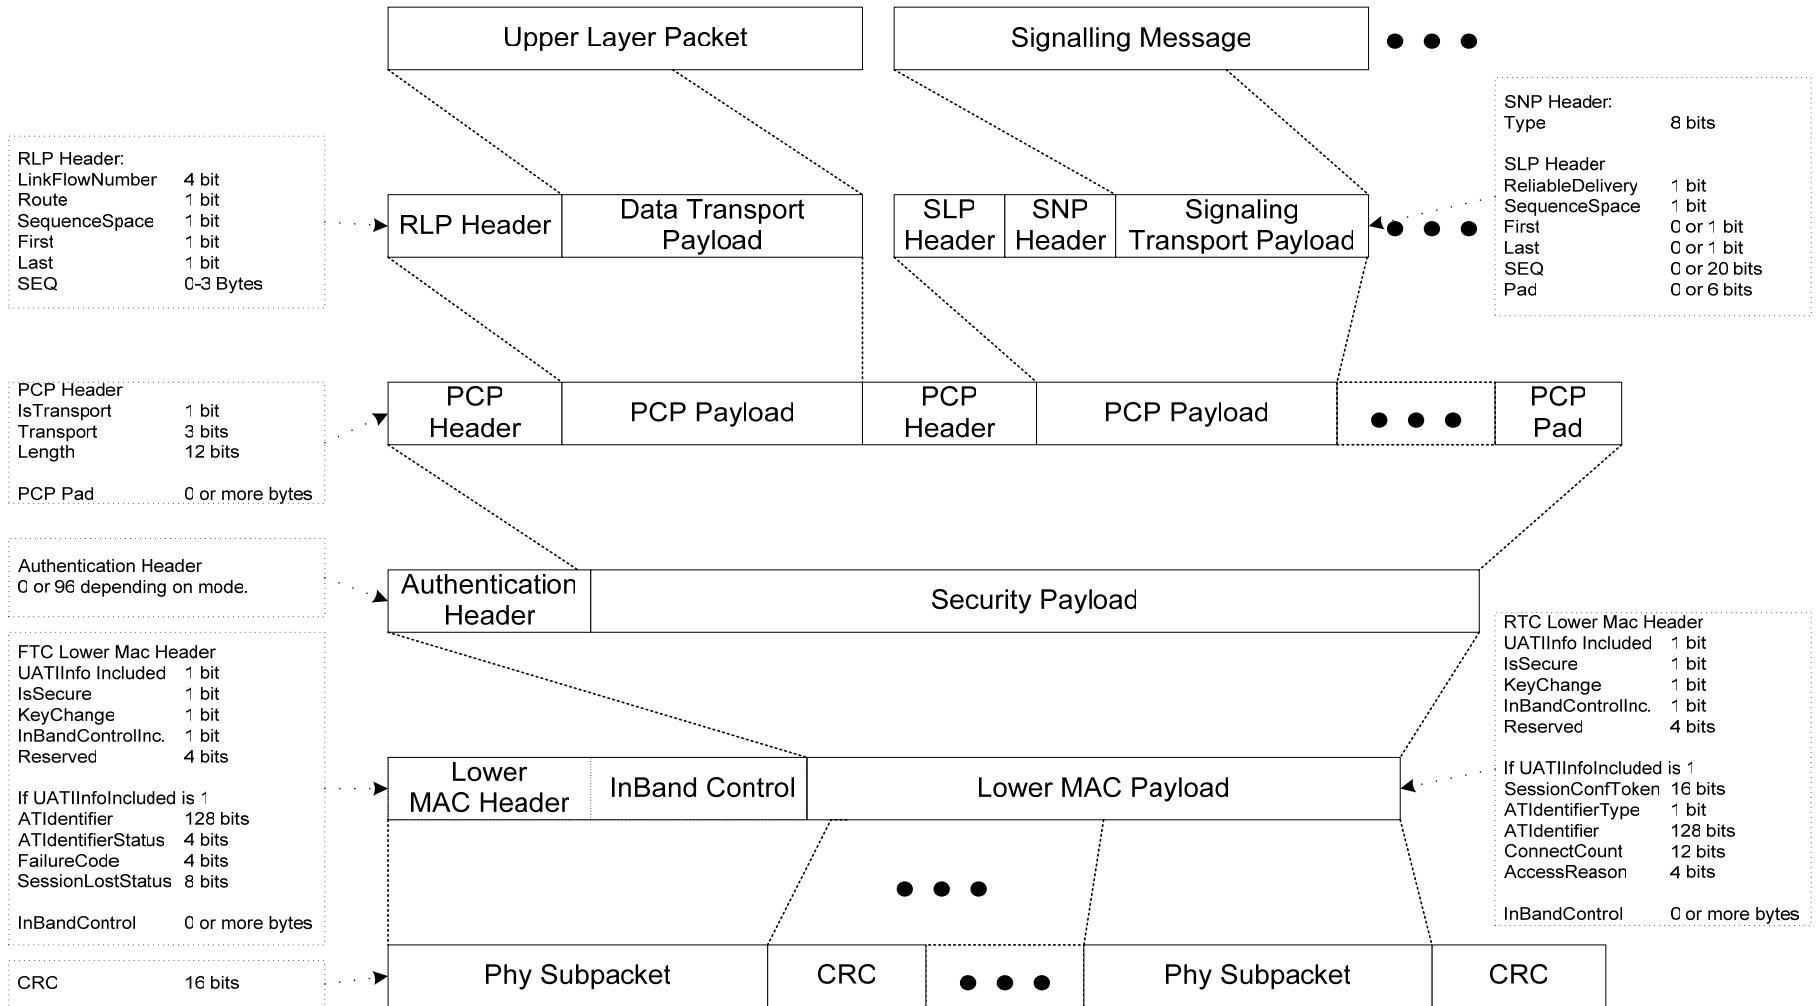 Upper Layer Packet
Signalling Message
SNP Header:
Type 8 bits
SLP Header
ReliableDelivery 1 bit
SequenceSpace 1 bit
First 0 or 1 bit
Last 0 or 1 bit
SEQ 0 or 20 bits
Pad 0 or 6 bits
RLP Header:
LinkFlowNumber 4 bit
Route 1 bit
SequenceSpace 1 bit
First 1 bit
Last 1 bit
SEQ 0-3 Bytes
RLP Header
Data Transport
Payload
SLP
Header
SNP
Header
Signaling
Transport Payload
PCP Header
IsTransport 1 bit
Transport 3 bits
Length 12 bits
PCP Pad 0 or more bytes
PCP
Header
PCP Payload
PCP
Header
PCP Payload
PCP
Pad
Authentication Header
0 or 96 depending on mode.
Authentication
Header
Security Payload
FTC Lower Mac Header
UATIInfo Included 1 bit
IsSecure 1 bit
KeyChange 1 bit
InBandControlInc. 1 bit
Reserved 4 bits
If UATIInfoIncluded is 1
ATIdentifier 128 bits
ATIdentifierStatus 4 bits
FailureCode 4 bits
SessionLostStatus 8 bits
InBandControl 0 or more bytes
Lower
MAC Header
InBand Control
Lower MAC Payload
RTC Lower Mac Header
UATIInfo Included 1 bit
IsSecure 1 bit
KeyChange 1 bit
InBandControlInc. 1 bit
Reserved 4 bits
If UATIInfoIncluded is 1
SessionConfToken 16 bits
ATIdentifierType 1 bit
ATIdentifier 128 bits
ConnectCount 12 bits
AccessReason 4 bits
InBandControl 0 or more bytes
CRC 16 bits
Phy Subpacket
CRC
Phy Subpacket
CRC